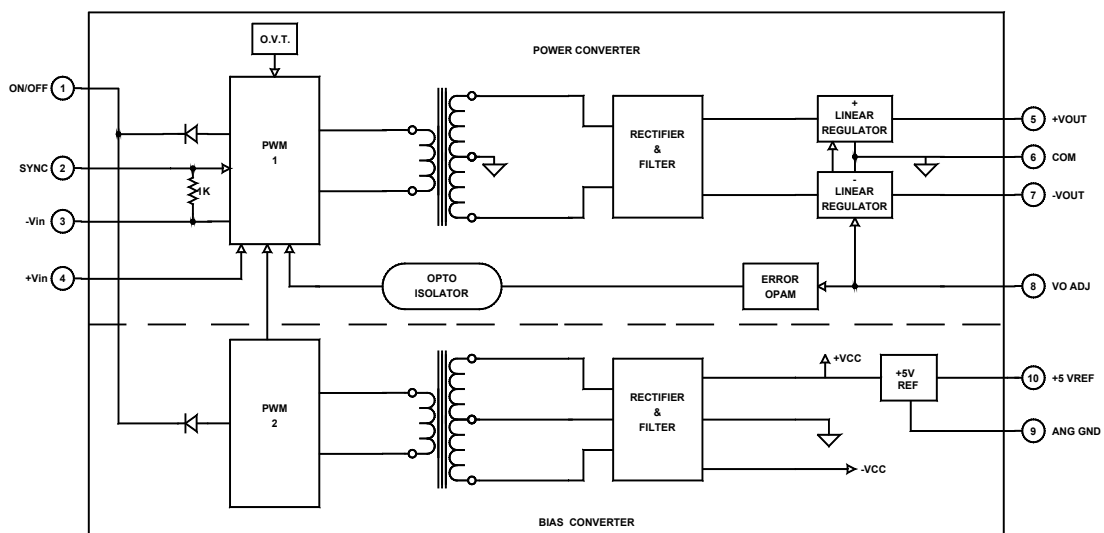 O.V.T.
POWER CONVERTER
ON/OFF
1
SYNC
2
1K
-Vin
3
+Vin
4
PWM
1
RECTIFIER
&
FILTER
+
LINEAR
REGULATOR
-
LINEAR
REGULATOR
5
+VOUT
6
COM
7
-VOUT
OPTO
ISOLATOR
ERROR
OPAM
8
VO ADJ
PWM
2
RECTIFIER
&
FILTER
+VCC
+5V
REF
10
+5 VREF
9
ANG GND
-VCC
BIAS CONVERTER